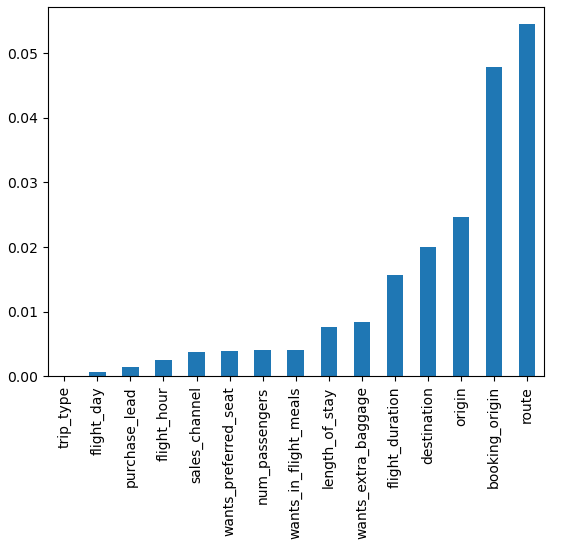 0.05
0.04
0.03
0.02
0.01
0.00
trip_type
flight_day
purchase_lead
flight_hour
sales_channel
wants_preferred_seat
num_passengers
wants_in_flight_meals
length_of_stay
wants_extra_baggage
flight_duration
destination
origin
booking_origin
route